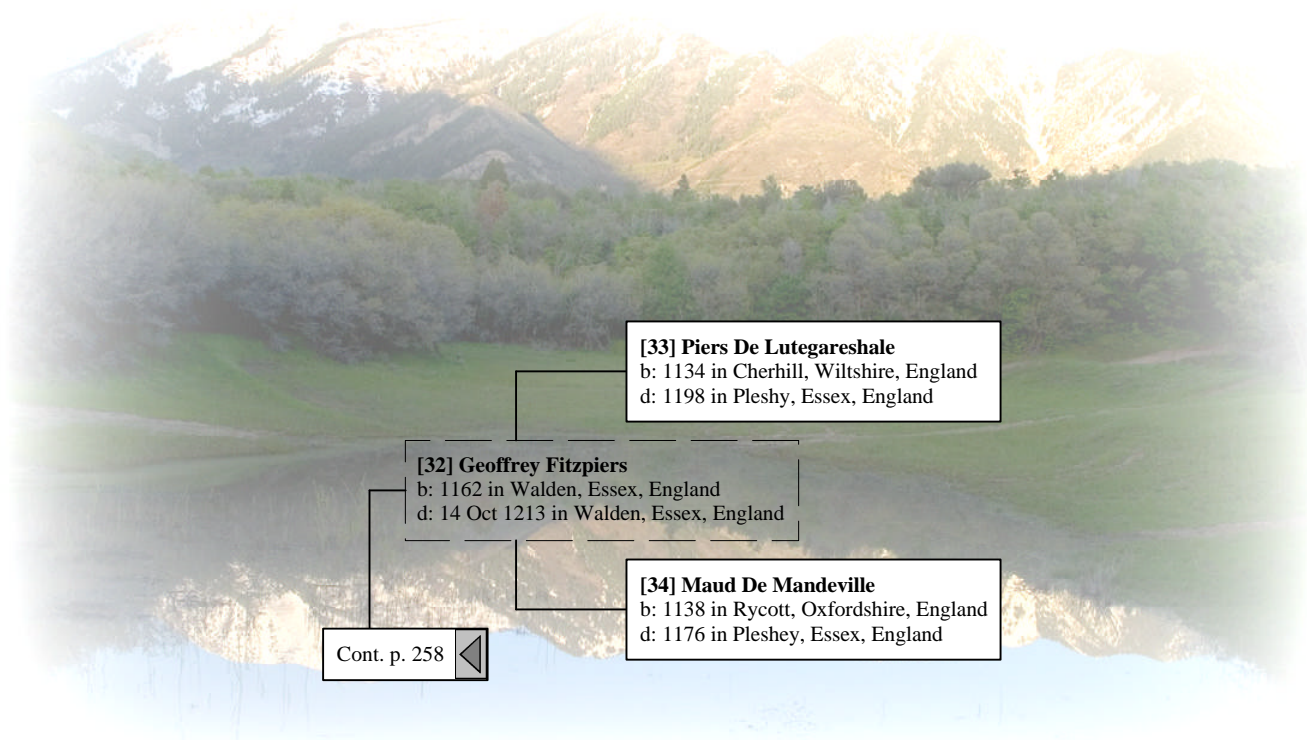 [33] Piers De Lutegareshale
b: 1134 in Cherhill, Wiltshire, England
d: 1198 in Pleshy, Essex, England
[32] Geoffrey Fitzpiers
b: 1162 in Walden, Essex, England
d: 14 Oct 1213 in Walden, Essex, England
[34] Maud De Mandeville
b: 1138 in Rycott, Oxfordshire, England
d: 1176 in Pleshey, Essex, England
Cont. p. 258